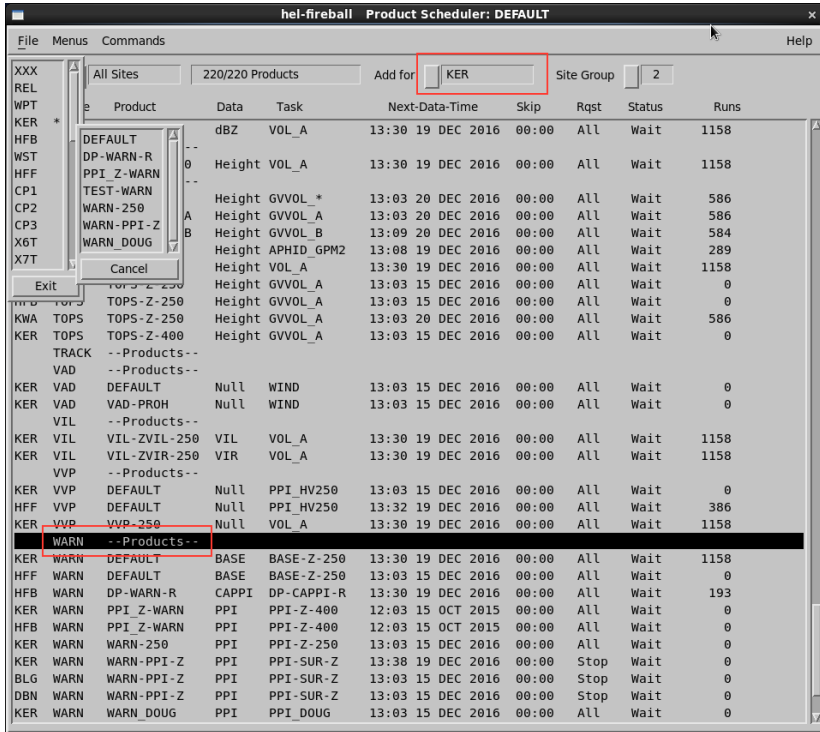 hel-fireball Product Scheduler: DEFAULT ×
File Menus Commands Help
All Sites 220/220 Products Add for KER Site Group 2
Product Data Task Next-Data-Time Skip Rqst Status Runs
XXX
REL
WPT
KER *
HFB
WST
HFF
CP1
CP2
CP3
X6T
X7T
Exit
DEFAULT
DP-WARN-R
PPI_Z-WARN
TEST-WARN
WARN-250
WARN-PPI-Z
WARN_DOUG
Cancel
dBZ VOL_A 13:30 19 DEC 2016 00:00 All Wait 1158
--
0 Height VOL_A 13:30 19 DEC 2016 00:00 All Wait 1158
--
Height GVVOL_* 13:03 20 DEC 2016 00:00 All Wait 586
A Height GVVOL_A 13:03 20 DEC 2016 00:00 All Wait 586
B Height GVVOL_B 13:09 20 DEC 2016 00:00 All Wait 584
Height APHID_GPM2 13:08 19 DEC 2016 00:00 All Wait 289
Height VOL_A 13:30 19 DEC 2016 00:00 All Wait 1158
Height GVVOL_A 13:03 15 DEC 2016 00:00 All Wait 0
HFB TOPS TOPS-Z-250 Height GVVOL_A 13:03 15 DEC 2016 00:00 All Wait 0
KWA TOPS TOPS-Z-250 Height GVVOL_A 13:03 20 DEC 2016 00:00 All Wait 586
KER TOPS TOPS-Z-400 Height GVVOL_A 13:03 15 DEC 2016 00:00 All Wait 0
TRACK --Products--
VAD --Products--
KER VAD DEFAULT Null WIND 13:03 15 DEC 2016 00:00 All Wait 0
KER VAD VAD-PROH Null WIND 13:03 15 DEC 2016 00:00 All Wait 0
VIL --Products--
KER VIL VIL-ZVIL-250 VIL VOL_A 13:30 19 DEC 2016 00:00 All Wait 1158
KER VIL VIL-ZVIR-250 VIR VOL_A 13:30 19 DEC 2016 00:00 All Wait 1158
VVP --Products--
KER VVP DEFAULT Null PPI_HV250 13:03 15 DEC 2016 00:00 All Wait 0
HFF VVP DEFAULT Null PPI_HV250 13:32 19 DEC 2016 00:00 All Wait 386
KER VVP VVP-250 Null VOL_A 13:30 19 DEC 2016 00:00 All Wait 1158
WARN --Products--
KER WARN DEFAULT BASE BASE-Z-250 13:30 19 DEC 2016 00:00 All Wait 1158
HFF WARN DEFAULT BASE BASE-Z-250 13:03 15 DEC 2016 00:00 All Wait 0
HFB WARN DP-WARN-R CAPPI DP-CAPPI-R 13:30 19 DEC 2016 00:00 All Wait 193
KER WARN PPI_Z-WARN PPI PPI-Z-400 12:03 15 OCT 2015 00:00 All Wait 0
HFB WARN PPI_Z-WARN PPI PPI-Z-400 12:03 15 OCT 2015 00:00 All Wait 0
KER WARN WARN-250 PPI PPI-Z-250 13:03 15 DEC 2016 00:00 All Wait 0
KER WARN WARN-PPI-Z PPI PPI-SUR-Z 13:38 19 DEC 2016 00:00 Stop Wait 0
BLG WARN WARN-PPI-Z PPI PPI-SUR-Z 13:03 15 DEC 2016 00:00 Stop Wait 0
DBN WARN WARN-PPI-Z PPI PPI-SUR-Z 13:03 15 DEC 2016 00:00 Stop Wait 0
KER WARN WARN_DOUG PPI PPI_DOUG 13:03 15 DEC 2016 00:00 All Wait 0